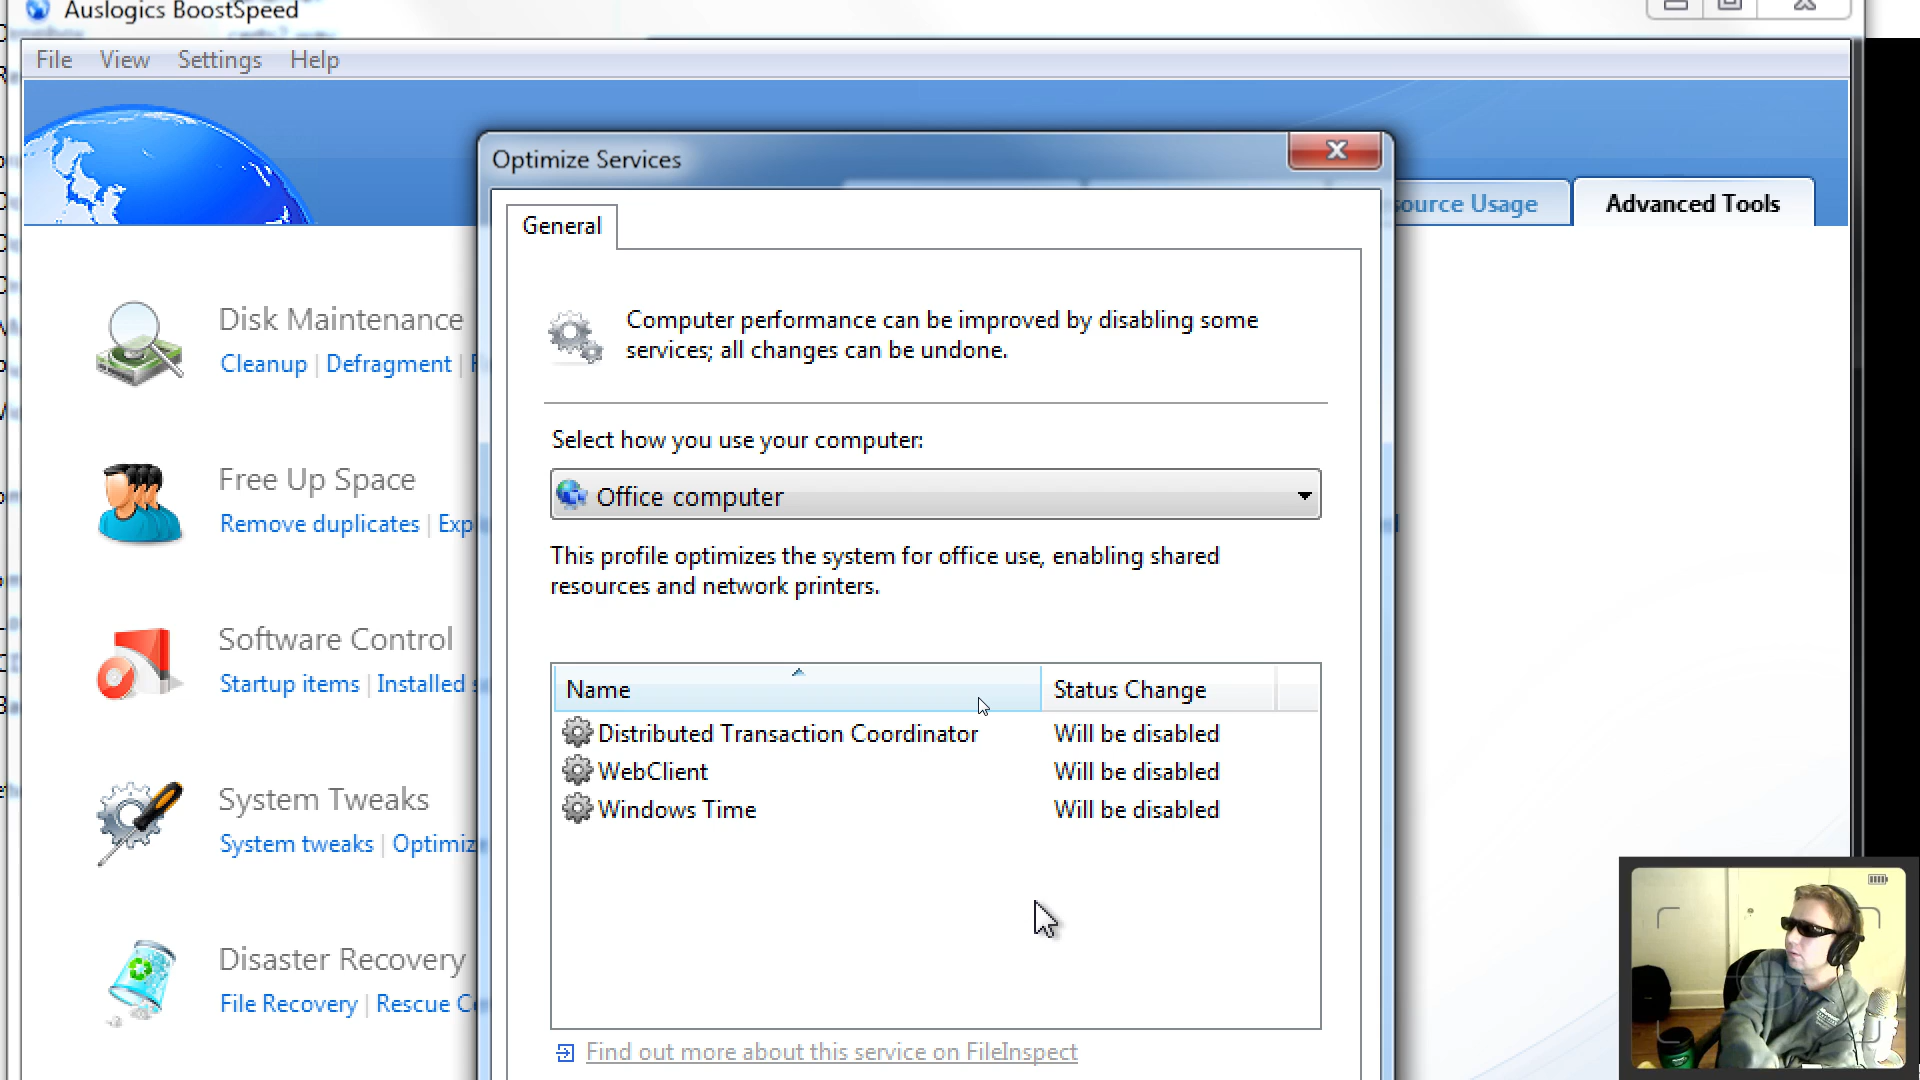 Auslogics BoostSpeed
File View Settings Help
Optimize Services
ource Usage
Advanced Tools
General
Disk Maintenance
Cleanup | Defragment |
Computer performance can be improved by disabling some
services; all changes can be undone.
Select how you use your computer:
Free Up Space
Remove duplicates | Exp
Office computer
This profile optimizes the system for office use, enabling shared
resources and network printers.
Software Control
Startup items | Installed
Name Status Change
Distributed Transaction Coordinator Will be disabled
WebClient Will be disabled
Windows Time Will be disabled
System Tweaks
System tweaks | Optimiz
Disaster Recovery
File Recovery | Rescue C
Find out more about this service on FileInspect